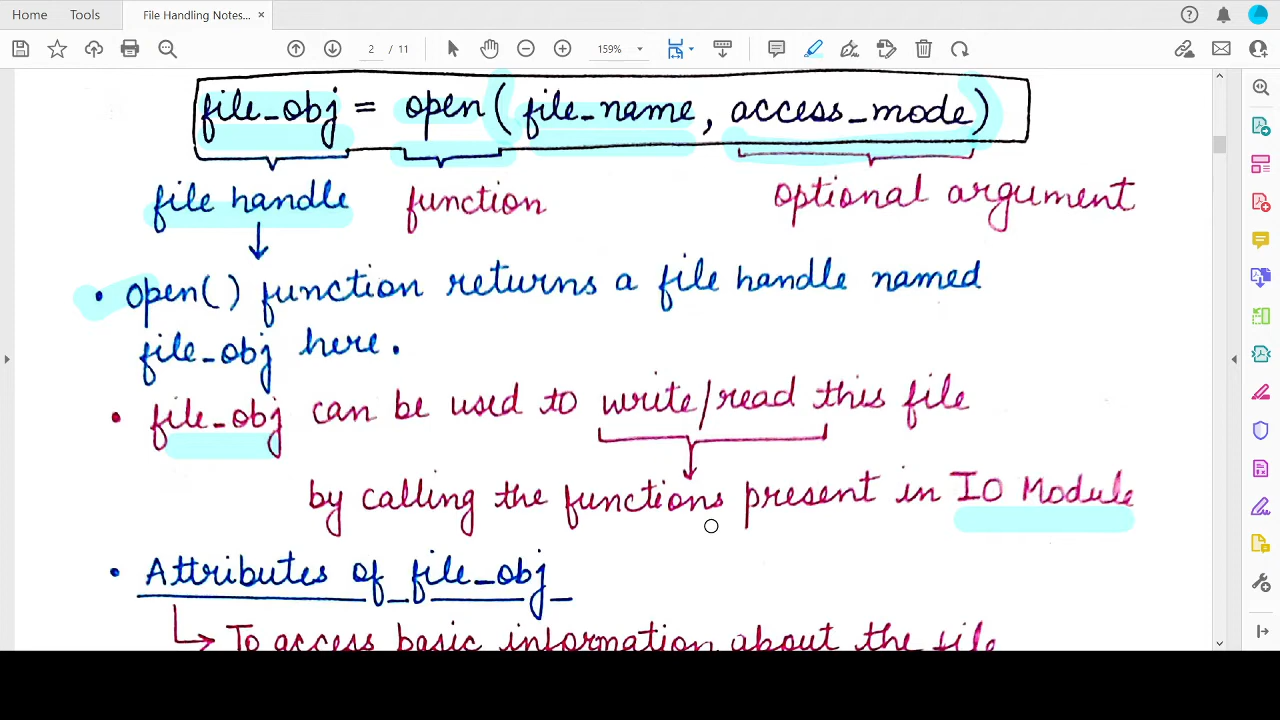 Home Tools File Handling Notes... ×
2 / 11 159%
file_obj = open(file_name, access_mode)
file handle function optional argument
• open() function returns a file handle named
file_obj here.
• file_obj can be used to write/read this file
by calling the functions present in IO Module
• Attributes of file_obj
To access basic information about the file